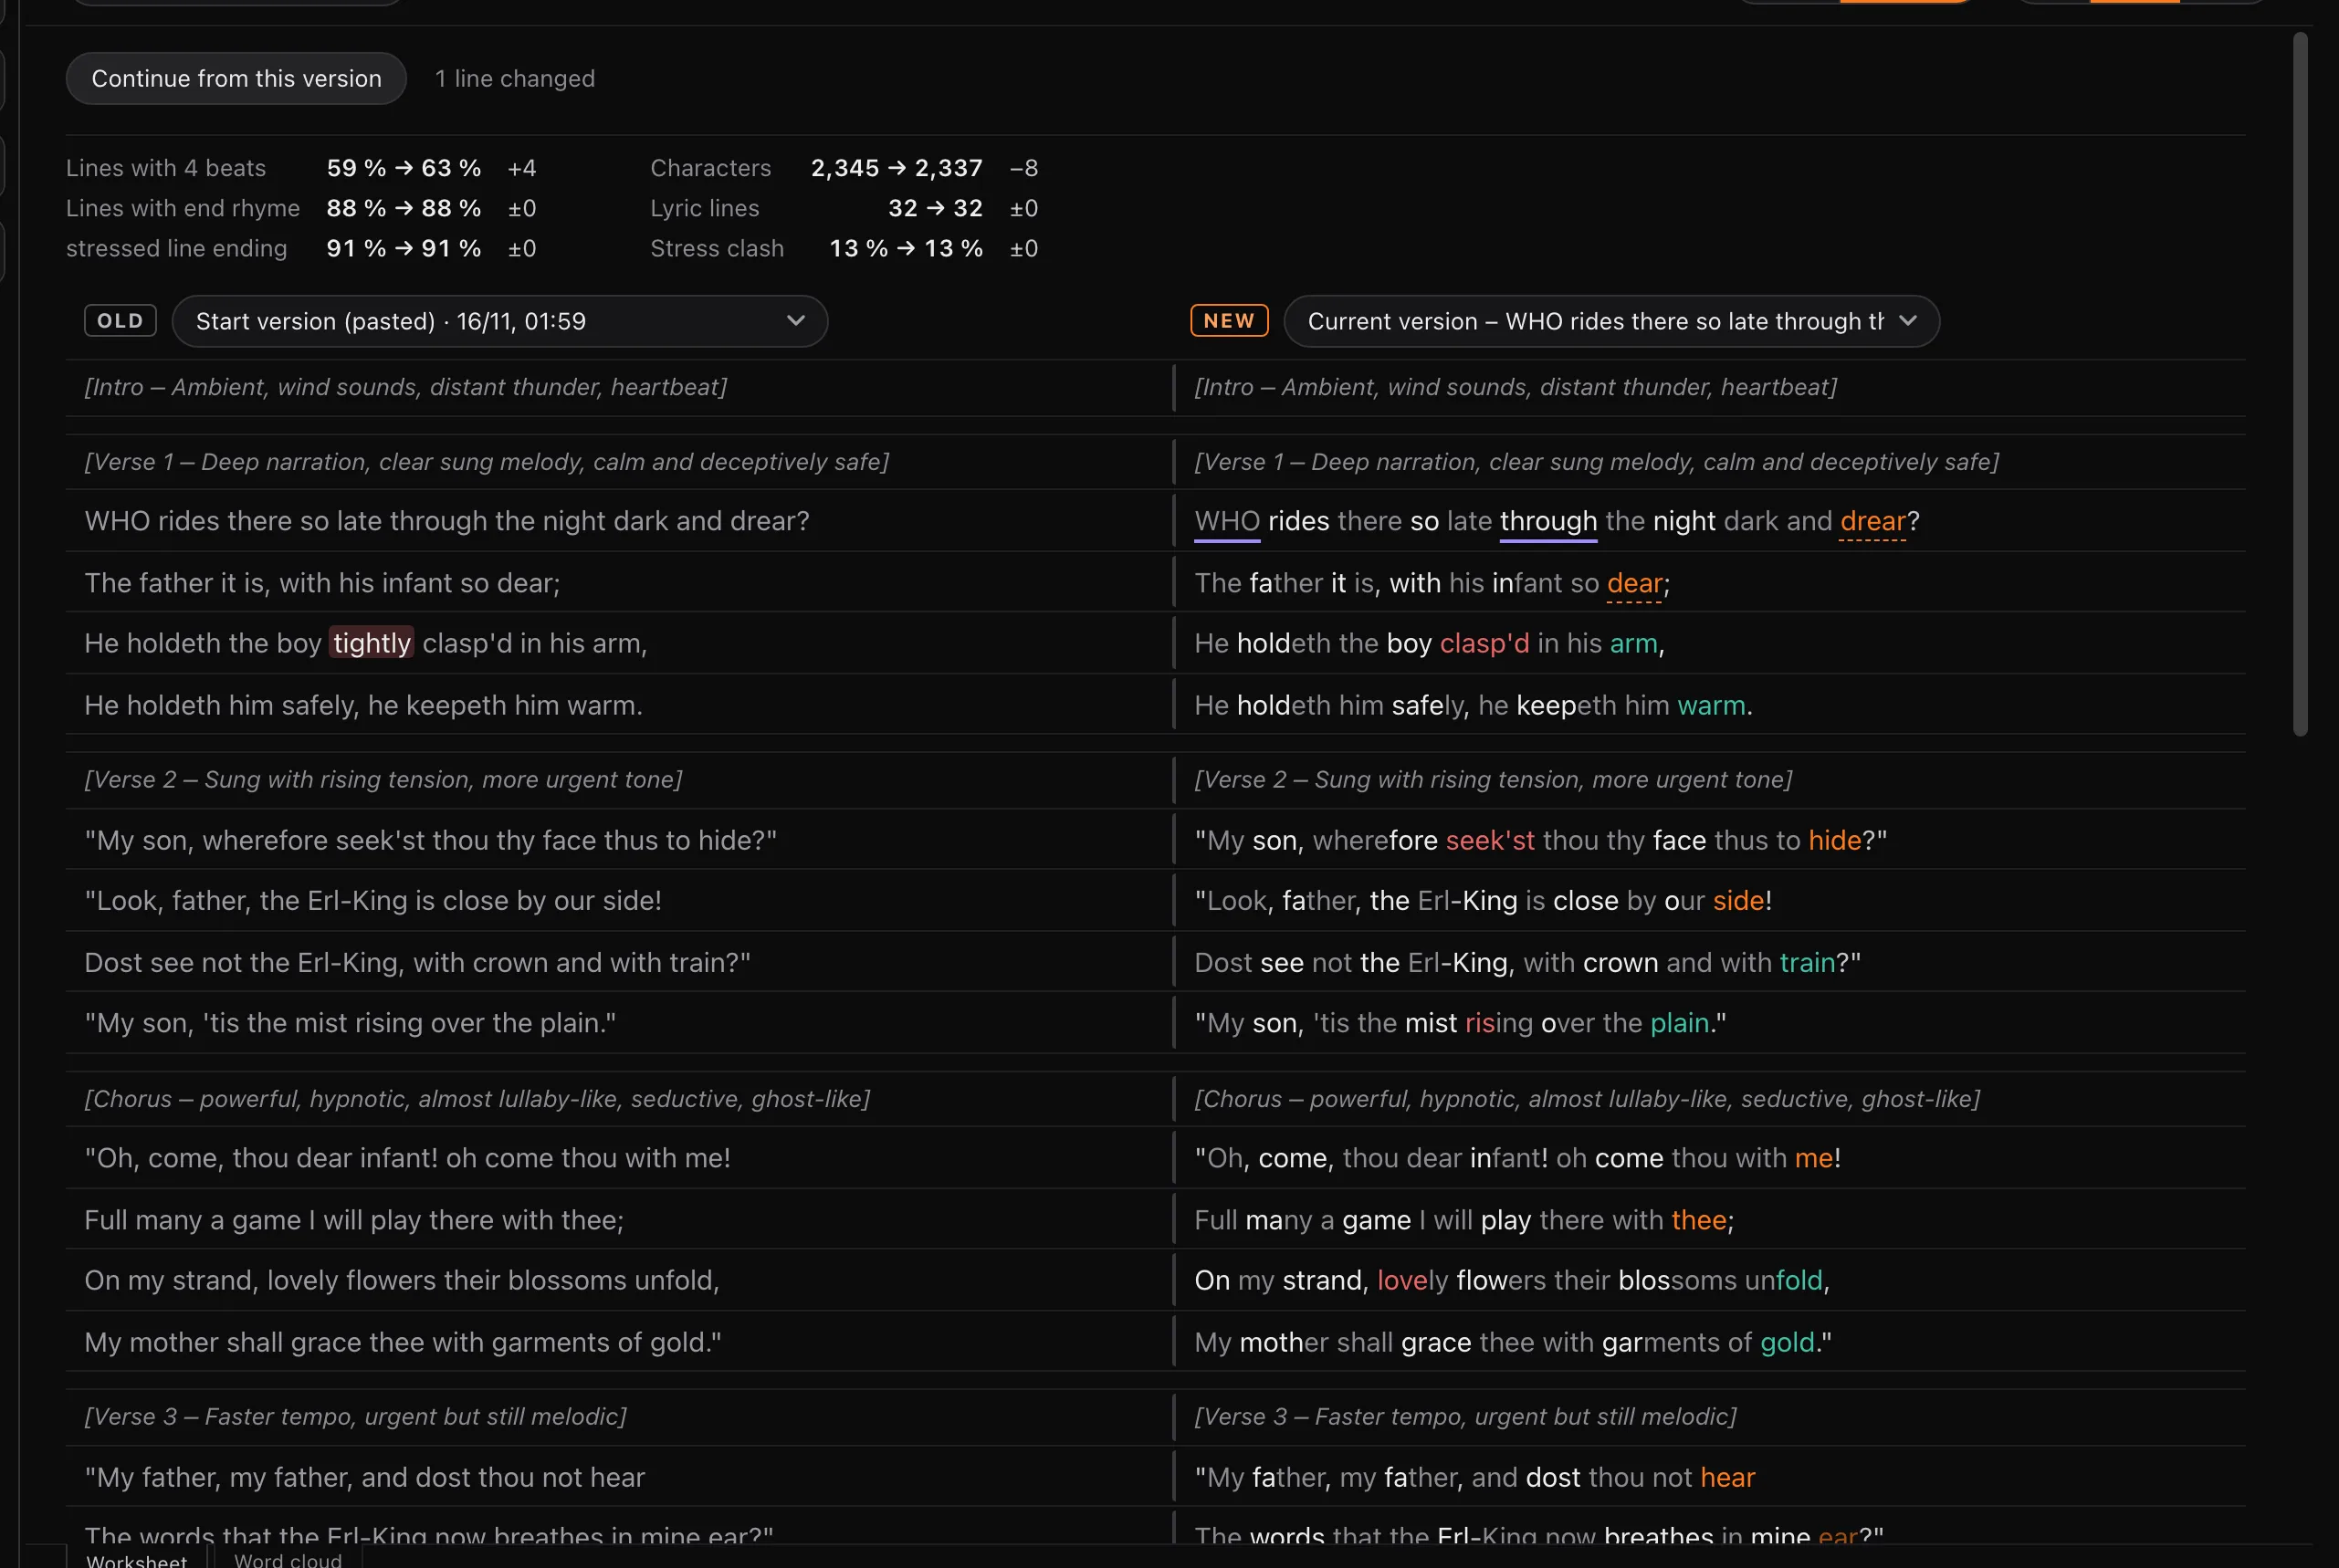 Continue from this version 1 line changed
Lines with 4 beats 59 % → 63 % +4 Characters 2,345 → 2,337 −8
Lines with end rhyme 88 % → 88 % ±0 Lyric lines 32 → 32 ±0
stressed line ending 91 % → 91 % ±0 Stress clash 13 % → 13 % ±0
OLD Start version (pasted) · 16/11, 01:59 NEW Current version – WHO rides there so late through th
[Intro – Ambient, wind sounds, distant thunder, heartbeat] [Intro – Ambient, wind sounds, distant thunder, heartbeat]
[Verse 1 – Deep narration, clear sung melody, calm and deceptively safe] [Verse 1 – Deep narration, clear sung melody, calm and deceptively safe]
WHO rides there so late through the night dark and drear? WHO rides there so late through the night dark and drear?
The father it is, with his infant so dear; The father it is, with his infant so dear;
He holdeth the boy tightly clasp'd in his arm, He holdeth the boy clasp'd in his arm,
He holdeth him safely, he keepeth him warm. He holdeth him safely, he keepeth him warm.
[Verse 2 – Sung with rising tension, more urgent tone] [Verse 2 – Sung with rising tension, more urgent tone]
"My son, wherefore seek'st thou thy face thus to hide?" "My son, wherefore seek'st thou thy face thus to hide?"
"Look, father, the Erl-King is close by our side! "Look, father, the Erl-King is close by our side!
Dost see not the Erl-King, with crown and with train?" Dost see not the Erl-King, with crown and with train?"
"My son, 'tis the mist rising over the plain." "My son, 'tis the mist rising over the plain."
[Chorus – powerful, hypnotic, almost lullaby-like, seductive, ghost-like] [Chorus – powerful, hypnotic, almost lullaby-like, seductive, ghost-like]
"Oh, come, thou dear infant! oh come thou with me! "Oh, come, thou dear infant! oh come thou with me!
Full many a game I will play there with thee; Full many a game I will play there with thee;
On my strand, lovely flowers their blossoms unfold, On my strand, lovely flowers their blossoms unfold,
My mother shall grace thee with garments of gold." My mother shall grace thee with garments of gold."
[Verse 3 – Faster tempo, urgent but still melodic] [Verse 3 – Faster tempo, urgent but still melodic]
"My father, my father, and dost thou not hear "My father, my father, and dost thou not hear
The words that the Erl-King now breathes in mine ear?" The words that the Erl-King now breathes in mine ear?"
Worksheet Word cloud